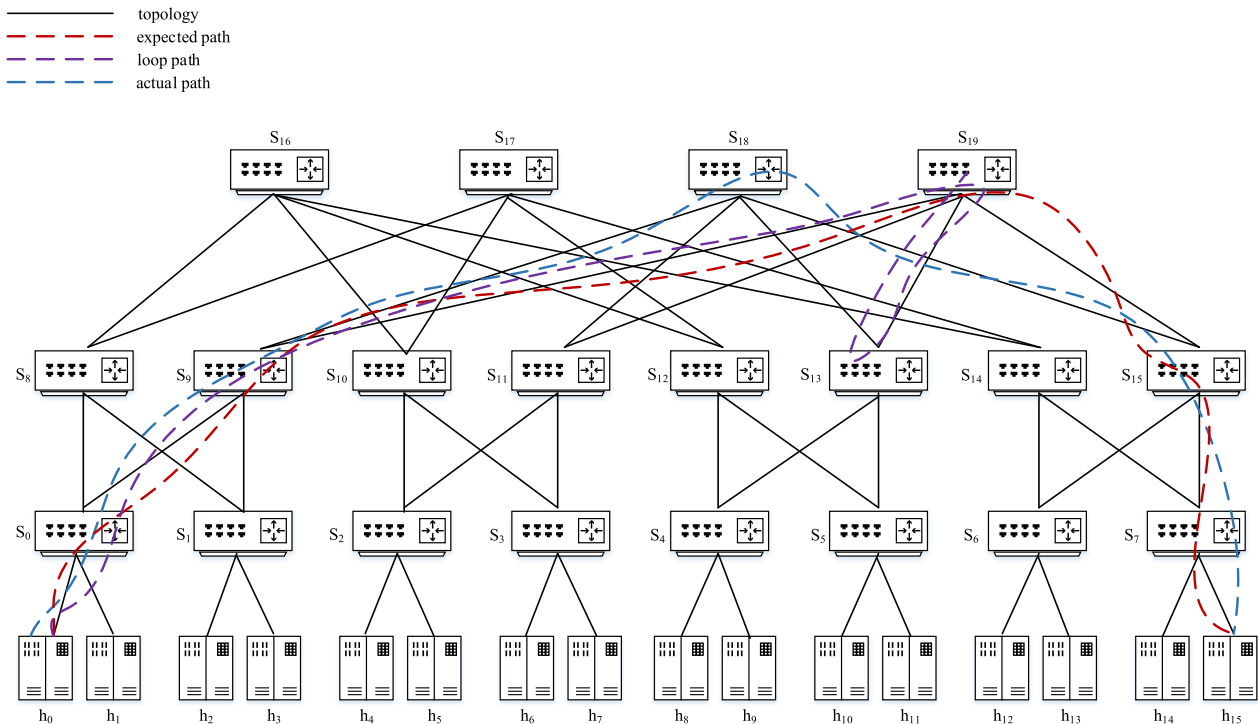 topology
expected path
loop path
actual path
S16 S17 S18 S19
S8 S9 S10 S11 S12 S13 S14 S15
S0 S1 S2 S3 S4 S5 S6 S7
h0 h1 h2 h3 h4 h5 h6 h7 h8 h9 h10 h11 h12 h13 h14 h15